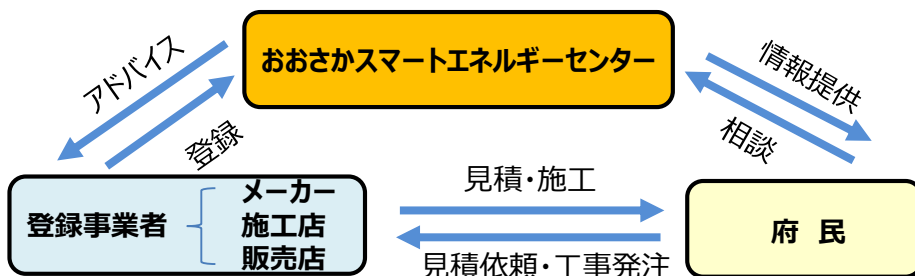 おおさかスマートエネルギーセンター
アドバイス
登録
情報提供
相談
登録事業者
メーカー
施工店
販売店
見積・施工
見積依頼・工事発注
府 民